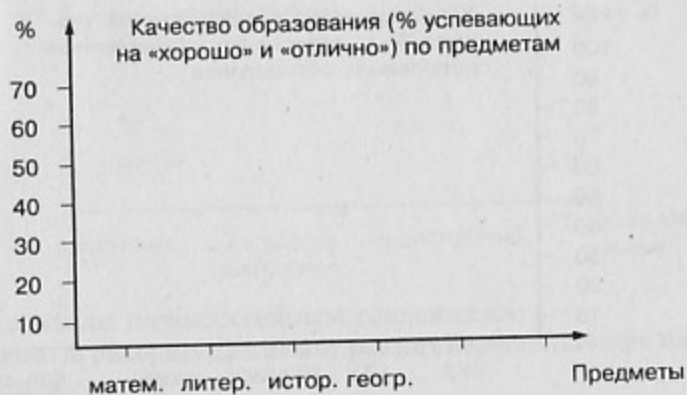 %
Качество образования (% успевающих
на «хорошо» и «отлично») по предметам
70
60
50
40
30
20
10
матем. литер. истор. геогр. Предметы